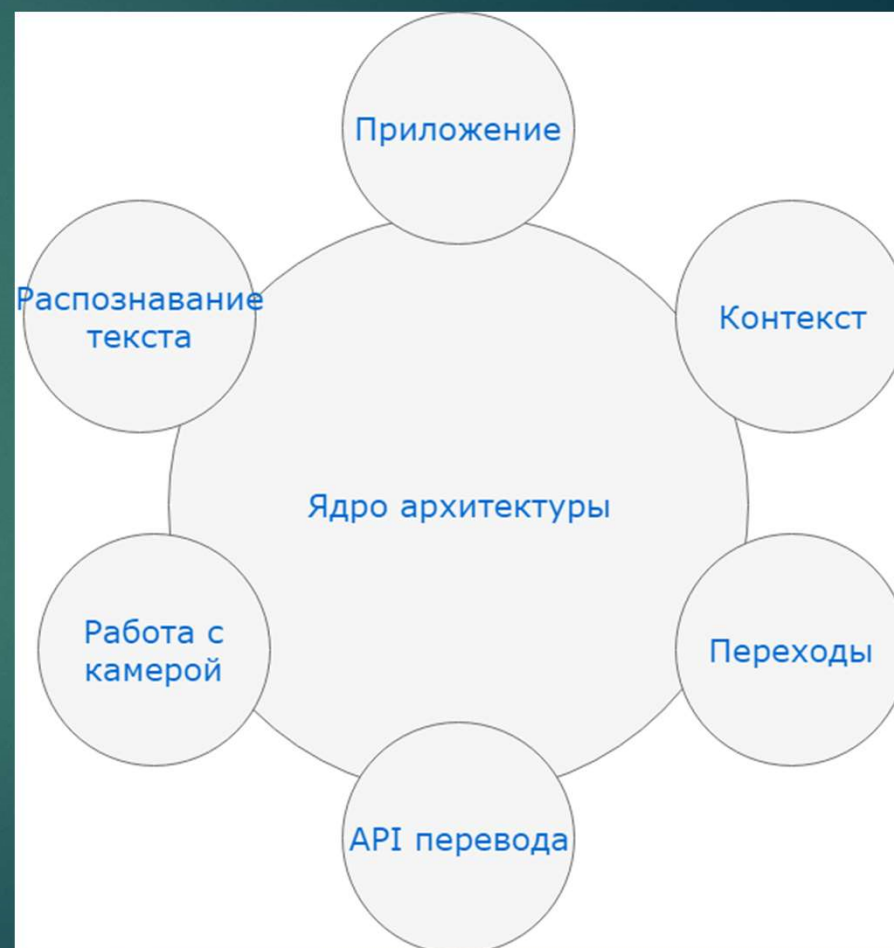 Приложение
Распознавание
текста
Контекст
Ядро архитектуры
Работа с
камерой
Переходы
API перевода